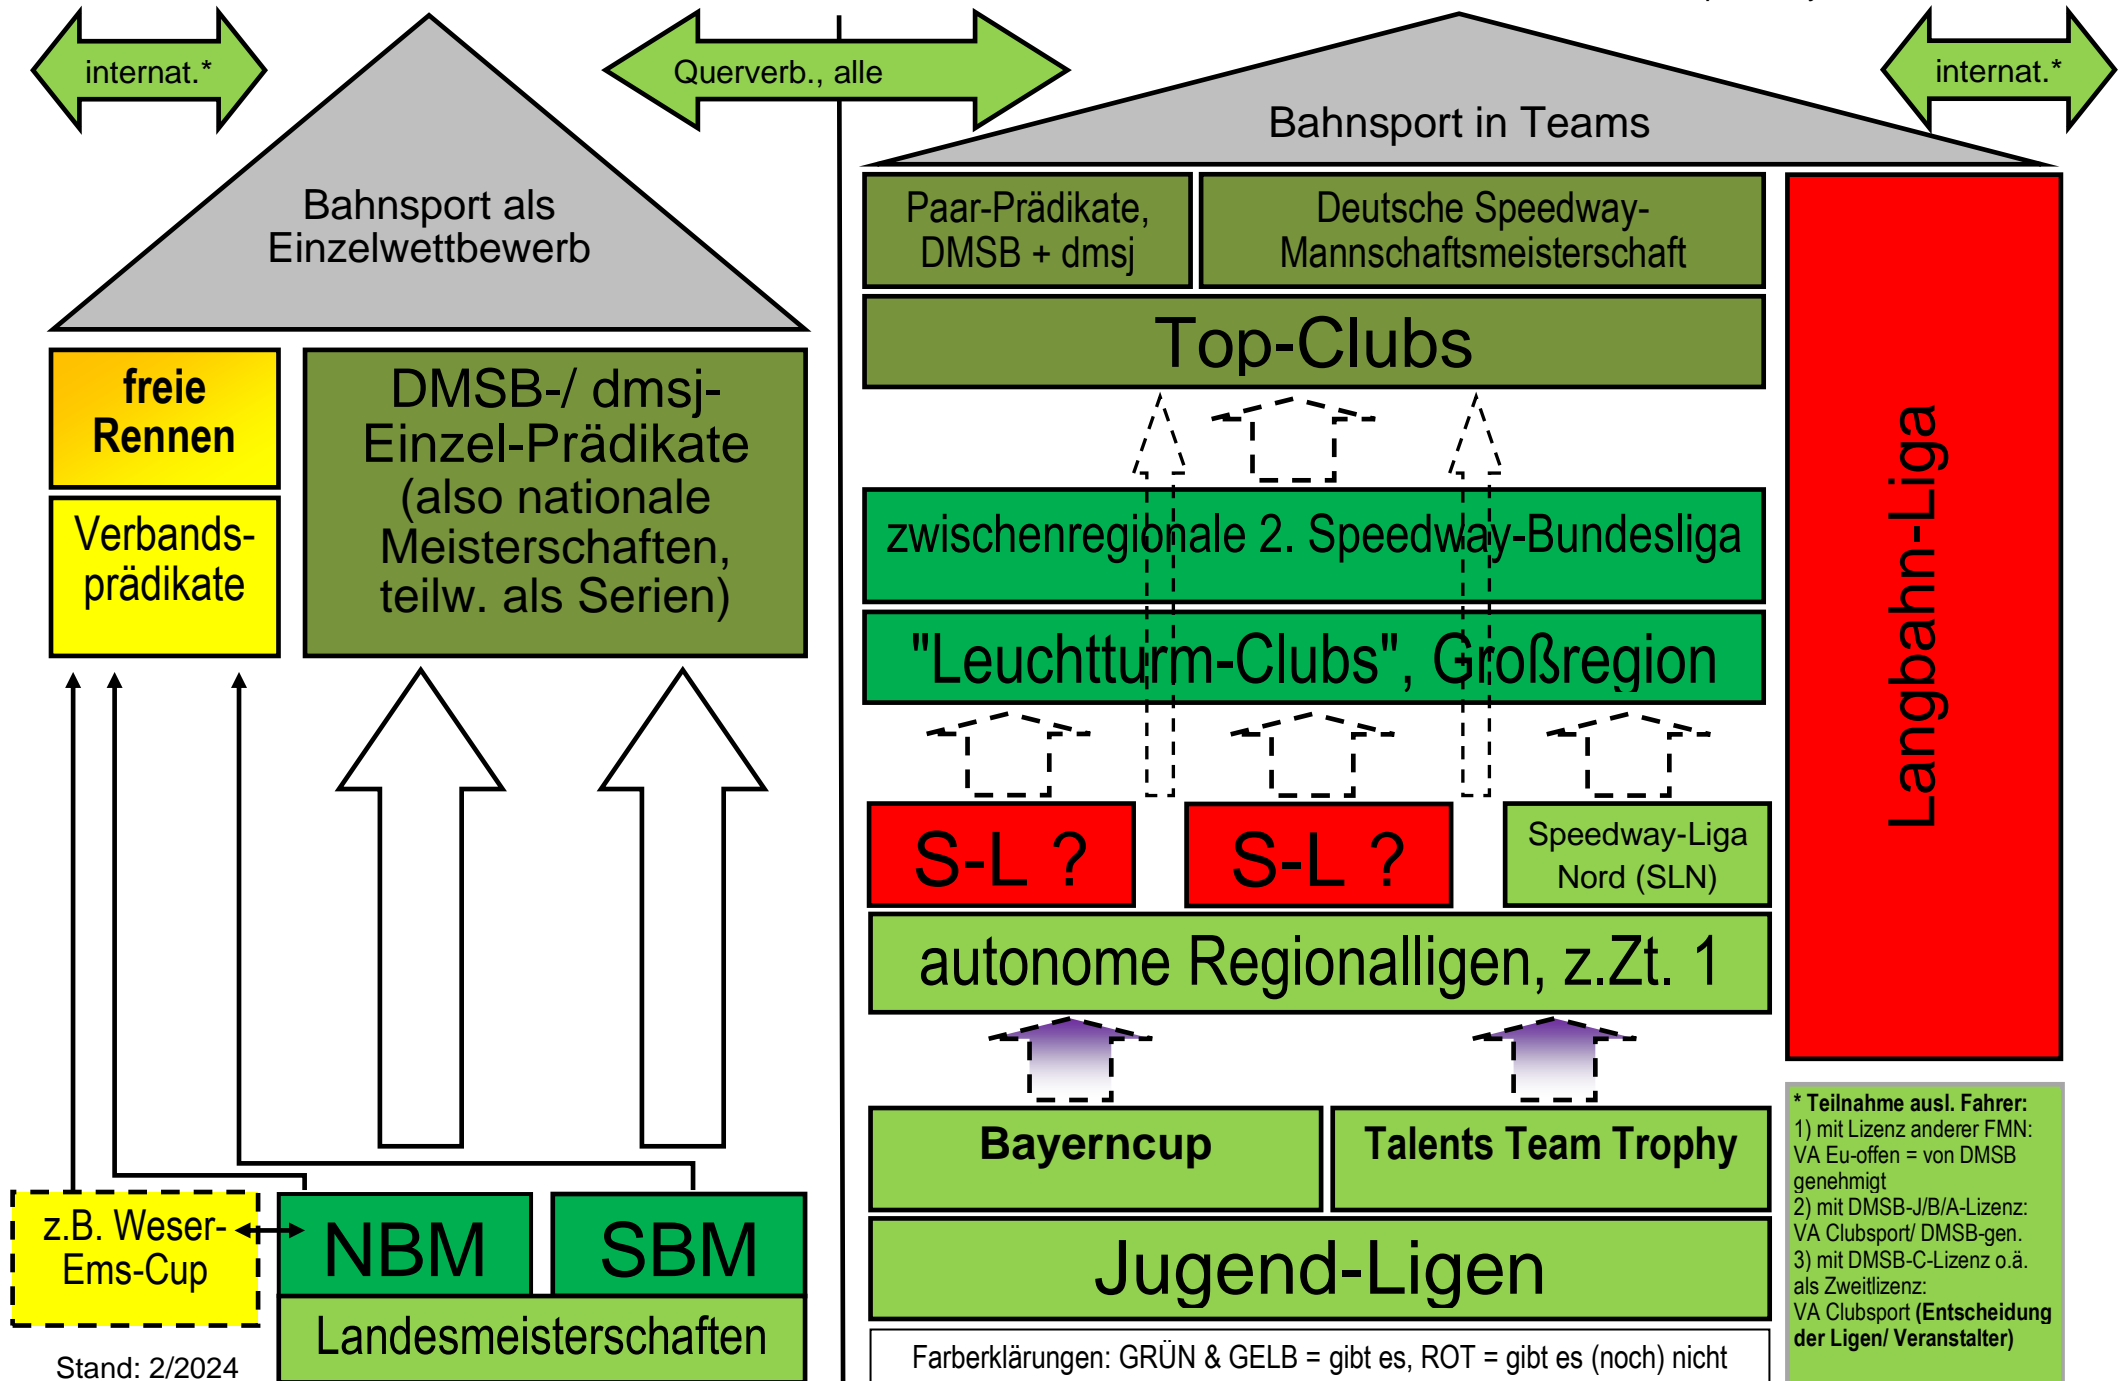 internat.*
Querverb., alle
internat.*
Bahnsport als
Einzelwettbewerb
freie
Rennen
Verbands-
prädikate
DMSB-/ dmsj-
Einzel-Prädikate
(also nationale
Meisterschaften,
teilw. als Serien)
z.B. Weser-
Ems-Cup
NBM
SBM
Landesmeisterschaften
Stand: 2/2024
Bahnsport in Teams
Paar-Prädikate,
DMSB + dmsj
Deutsche Speedway-
Mannschaftsmeisterschaft
Top-Clubs
zwischenregionale 2. Speedway-Bundesliga
"Leuchtturm-Clubs", Großregion
S-L ?
S-L ?
Speedway-Liga
Nord (SLN)
autonome Regionalligen, z.Zt. 1
Bayerncup
Talents Team Trophy
Jugend-Ligen
Farberklärungen: GRÜN & GELB = gibt es, ROT = gibt es (noch) nicht
Langbahn-Liga
* Teilnahme ausl. Fahrer:
1) mit Lizenz anderer FMN:
VA Eu-offen = von DMSB
genehmigt
2) mit DMSB-J/B/A-Lizenz:
VA Clubsport/ DMSB-gen.
3) mit DMSB-C-Lizenz o.ä.
als Zweitlizenz:
VA Clubsport (Entscheidung
der Ligen/ Veranstalter)